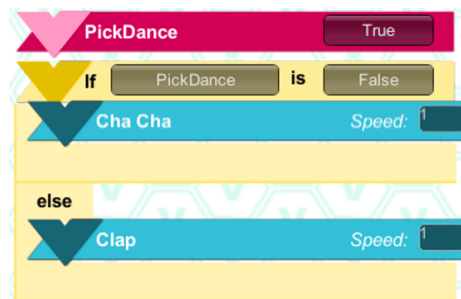 PickDance True
If PickDance is False
Cha Cha Speed: 1
else
Clap Speed: 1